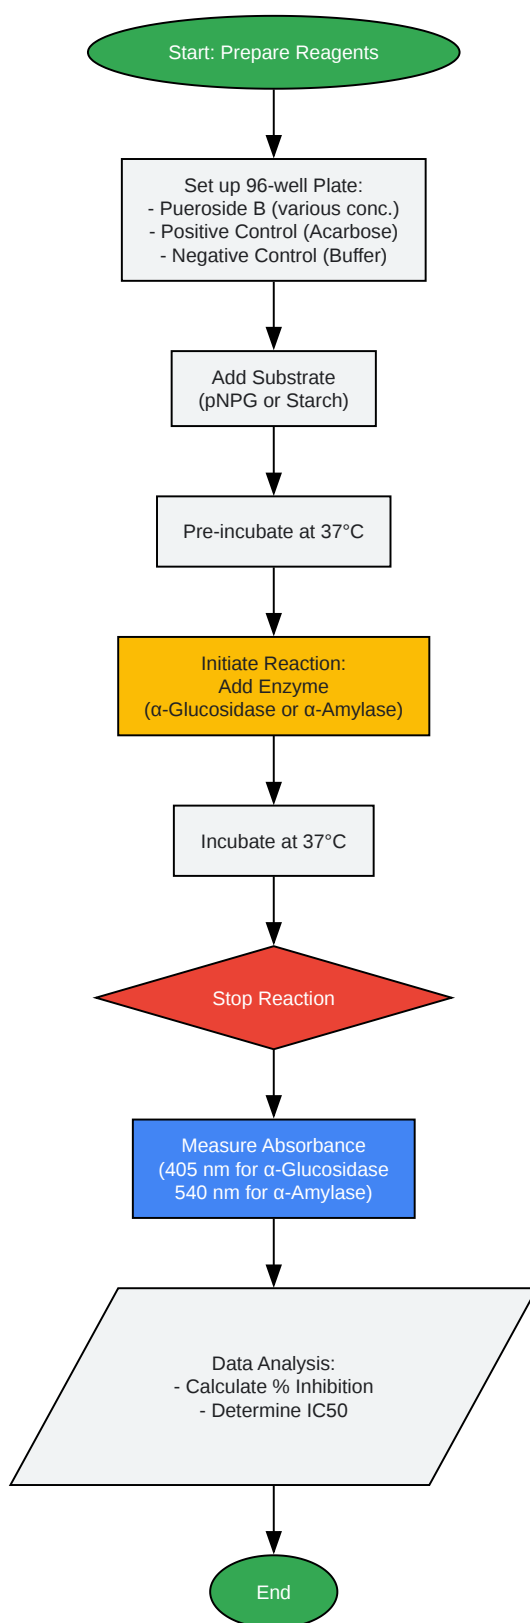 Start: Prepare Reagents
Set up 96-well Plate:
- Pueroside B (various conc.)
- Positive Control (Acarbose)
- Negative Control (Buffer)
Add Substrate
(pNPG or Starch)
Pre-incubate at 37°C
Initiate Reaction:
Add Enzyme
(α-Glucosidase or α-Amylase)
Incubate at 37°C
Stop Reaction
Measure Absorbance
(405 nm for α-Glucosidase
540 nm for α-Amylase)
Data Analysis:
- Calculate % Inhibition
- Determine IC50
End